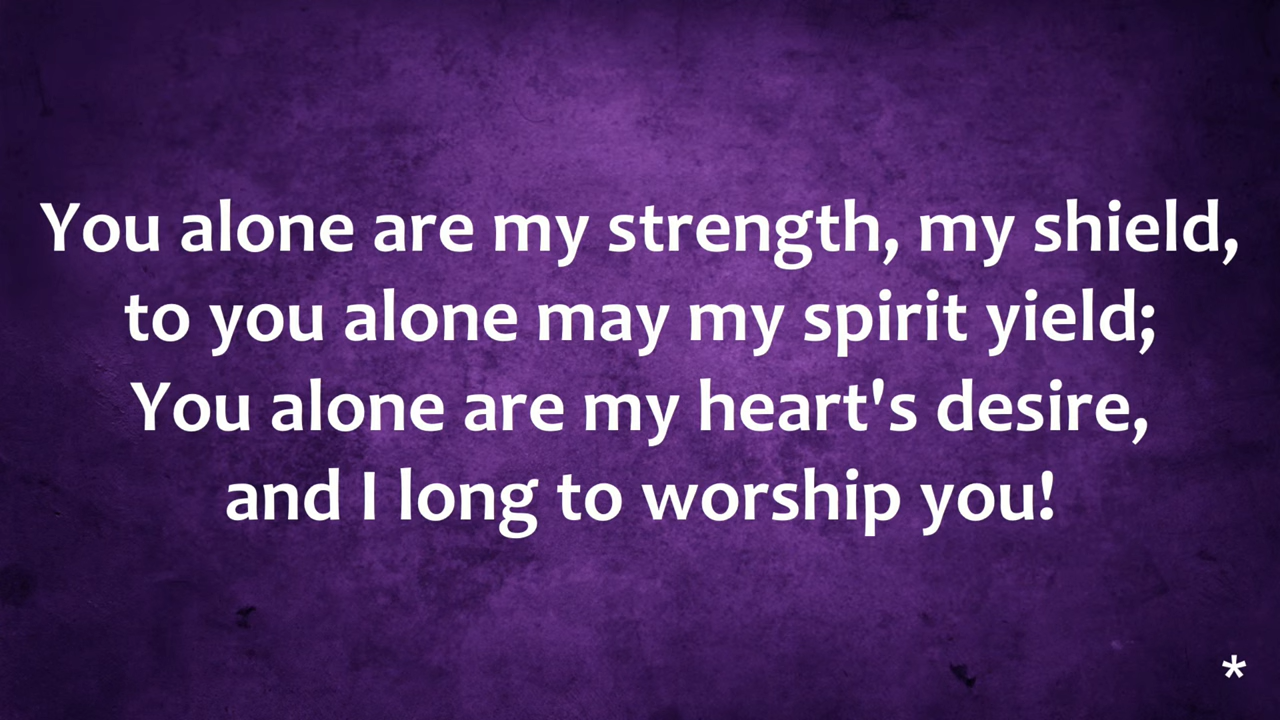 You alone are my strength, my shield,
to you alone may my spirit yield;
You alone are my heart's desire,
and I long to worship you!
*